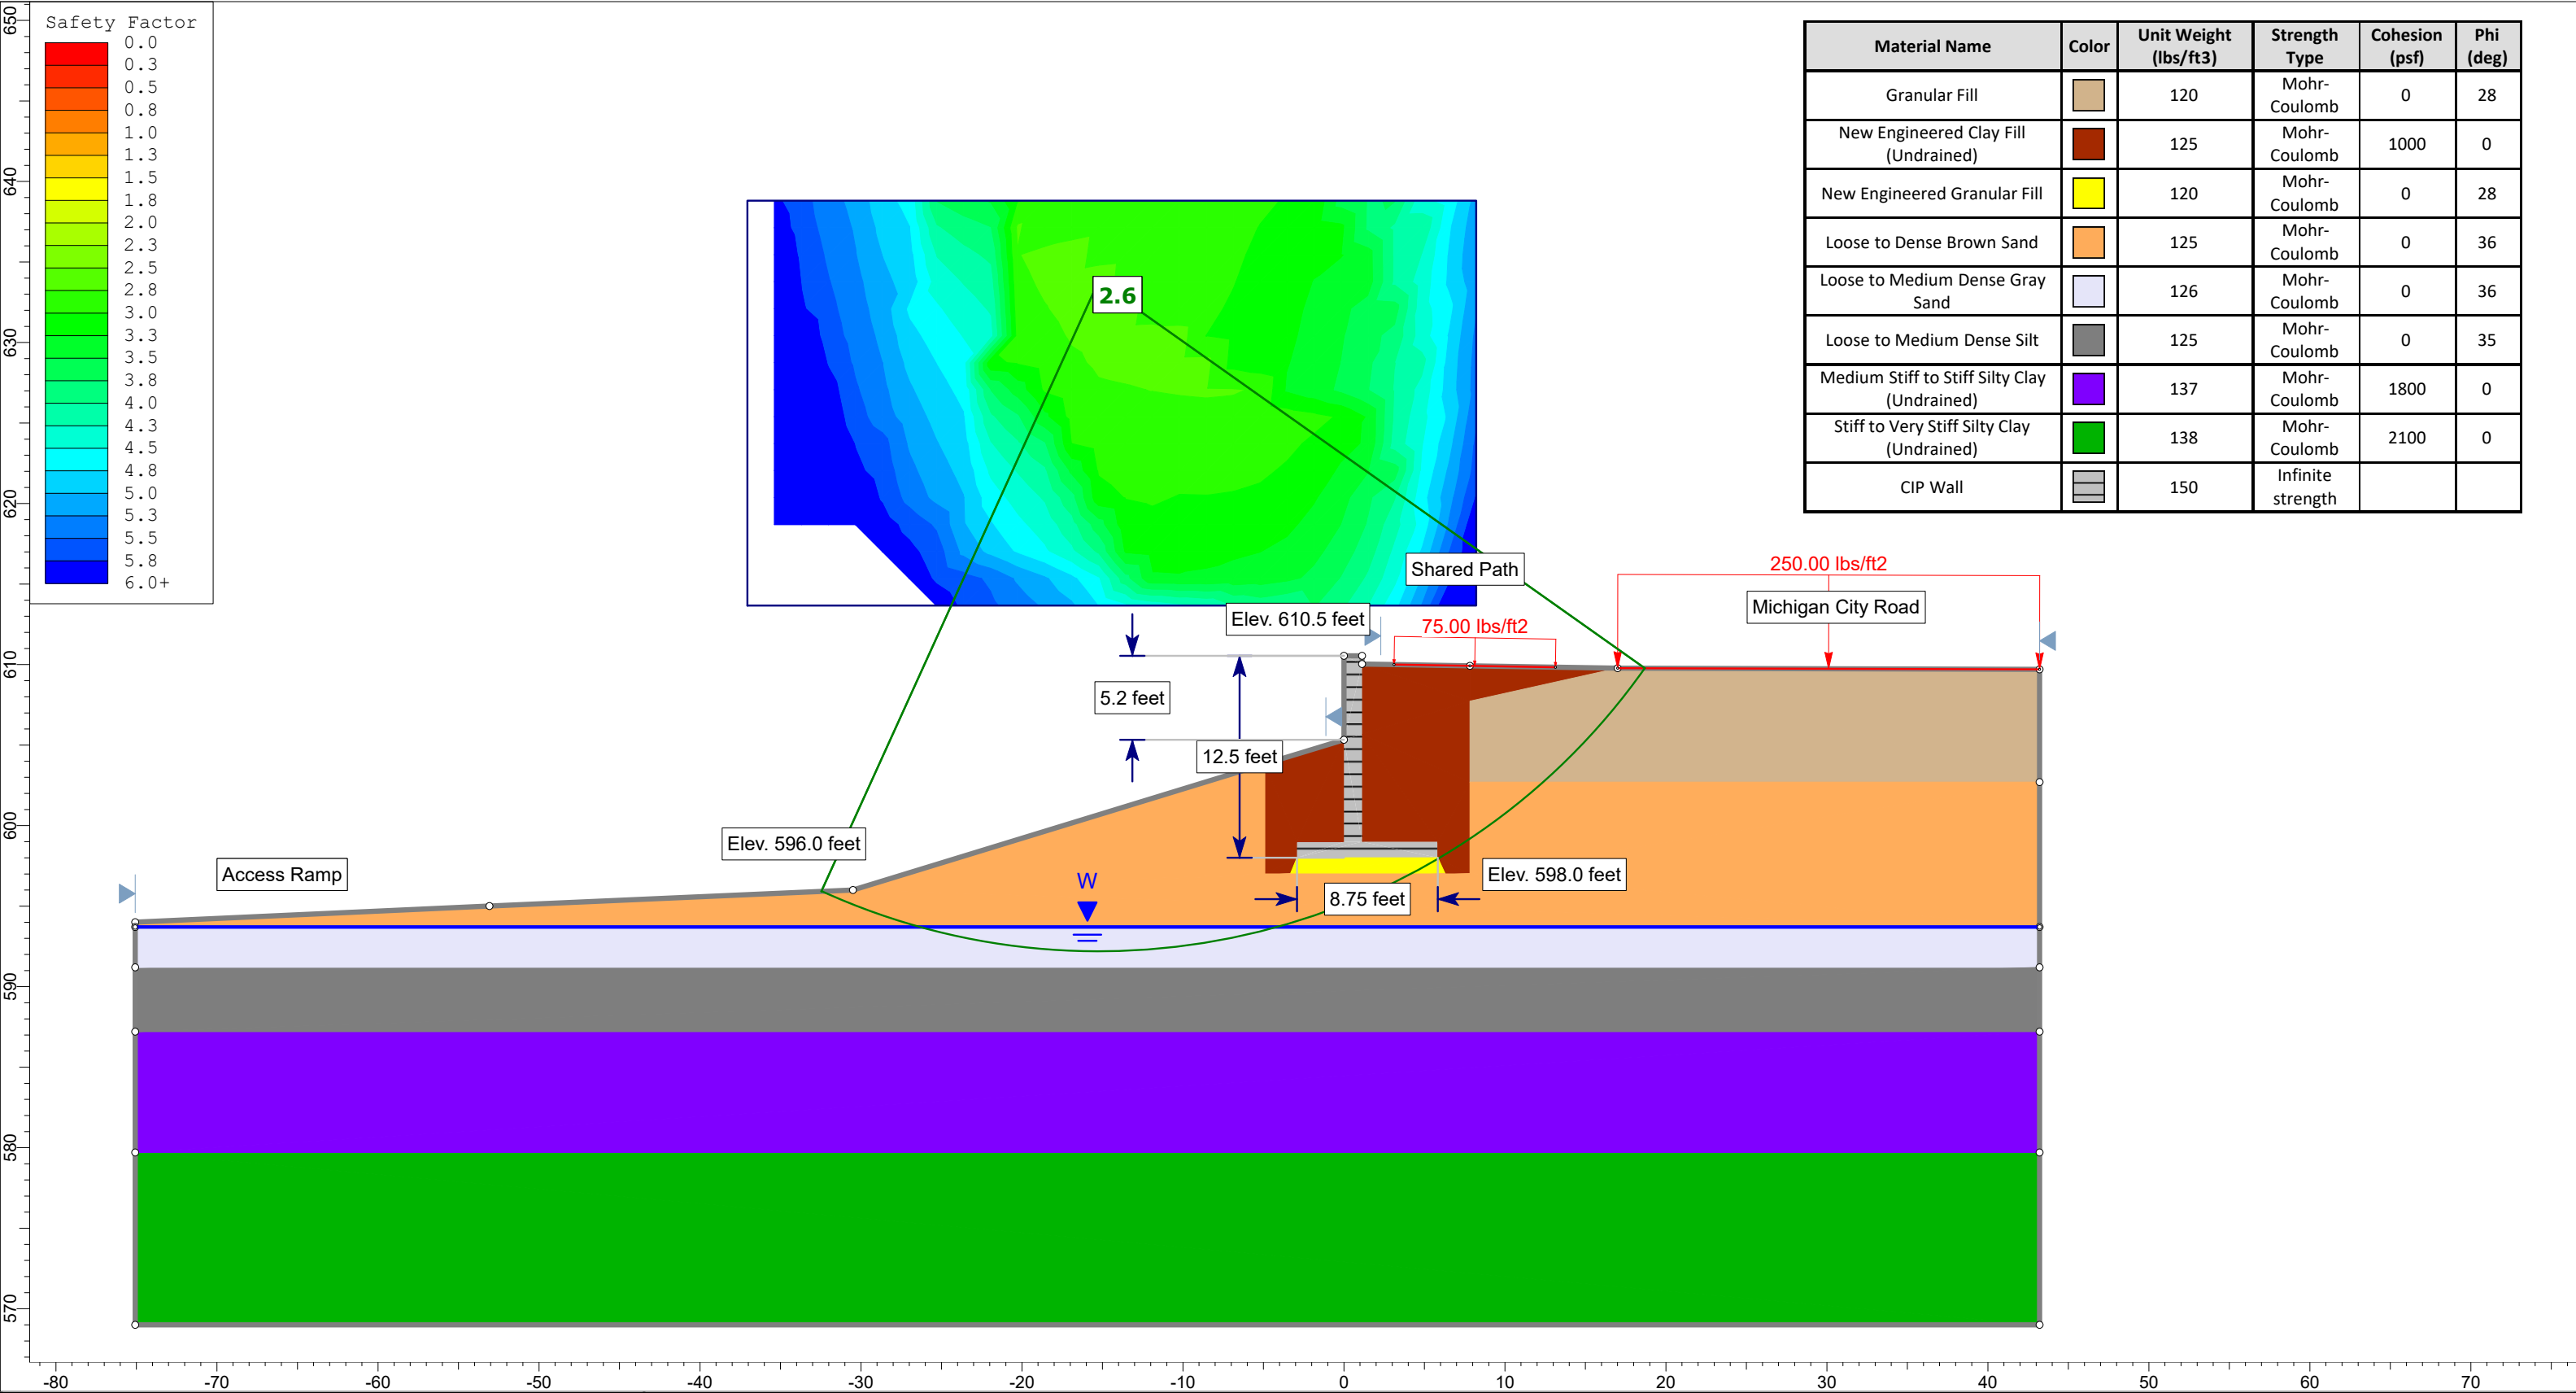 Safety Factor
0.0
0.3
0.5
0.8
1.0
1.3
1.5
1.8
2.0
2.3
2.5
2.8
3.0
3.3
3.5
3.8
4.0
4.3
4.5
4.8
5.0
5.3
5.5
5.8
6.0+
650
640
630
620
610
600
590
580
570
Material Name Color Unit Weight (lbs/ft3) Strength Type Cohesion (psf) Phi (deg)
Granular Fill 120 Mohr-Coulomb 0 28
New Engineered Clay Fill (Undrained) 125 Mohr-Coulomb 1000 0
New Engineered Granular Fill 120 Mohr-Coulomb 0 28
Loose to Dense Brown Sand 125 Mohr-Coulomb 0 36
Loose to Medium Dense Gray Sand 126 Mohr-Coulomb 0 36
Loose to Medium Dense Silt 125 Mohr-Coulomb 0 35
Medium Stiff to Stiff Silty Clay (Undrained) 137 Mohr-Coulomb 1800 0
Stiff to Very Stiff Silty Clay (Undrained) 138 Mohr-Coulomb 2100 0
CIP Wall 150 Infinite strength
2.6
Shared Path
250.00 lbs/ft2
Michigan City Road
Elev. 610.5 feet
75.00 lbs/ft2
5.2 feet
12.5 feet
Elev. 596.0 feet
Access Ramp
W
8.75 feet
Elev. 598.0 feet
-80 -70 -60 -50 -40 -30 -20 -10 0 10 20 30 40 50 60 70